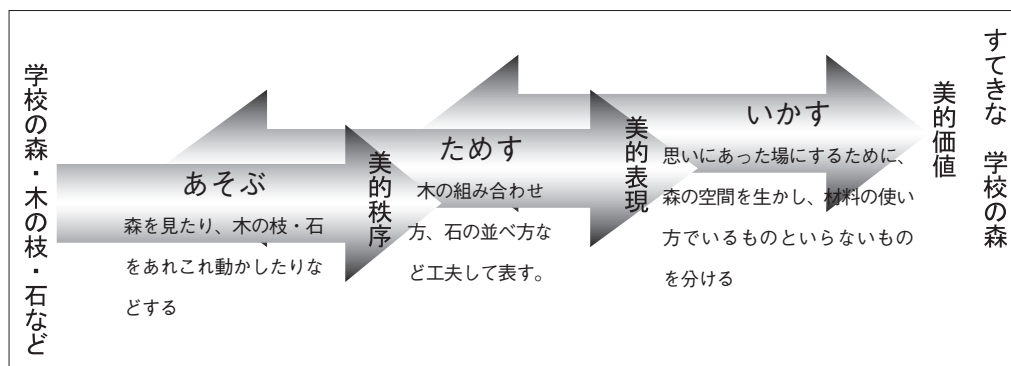 学校の森・木の枝・石など
あそぶ
森を見たり、木の枝・石
をあれこれ動かしたりな
どする
美的秩序
ためす
木の組み合わせ
方、石の並べ方な
ど工夫して表す。
美的表現
いかす
思いにあった場にするために、
森の空間を生かし、材料の使い
方でいるものといらないもの
を分ける
美的価値
すてきな　学校の森